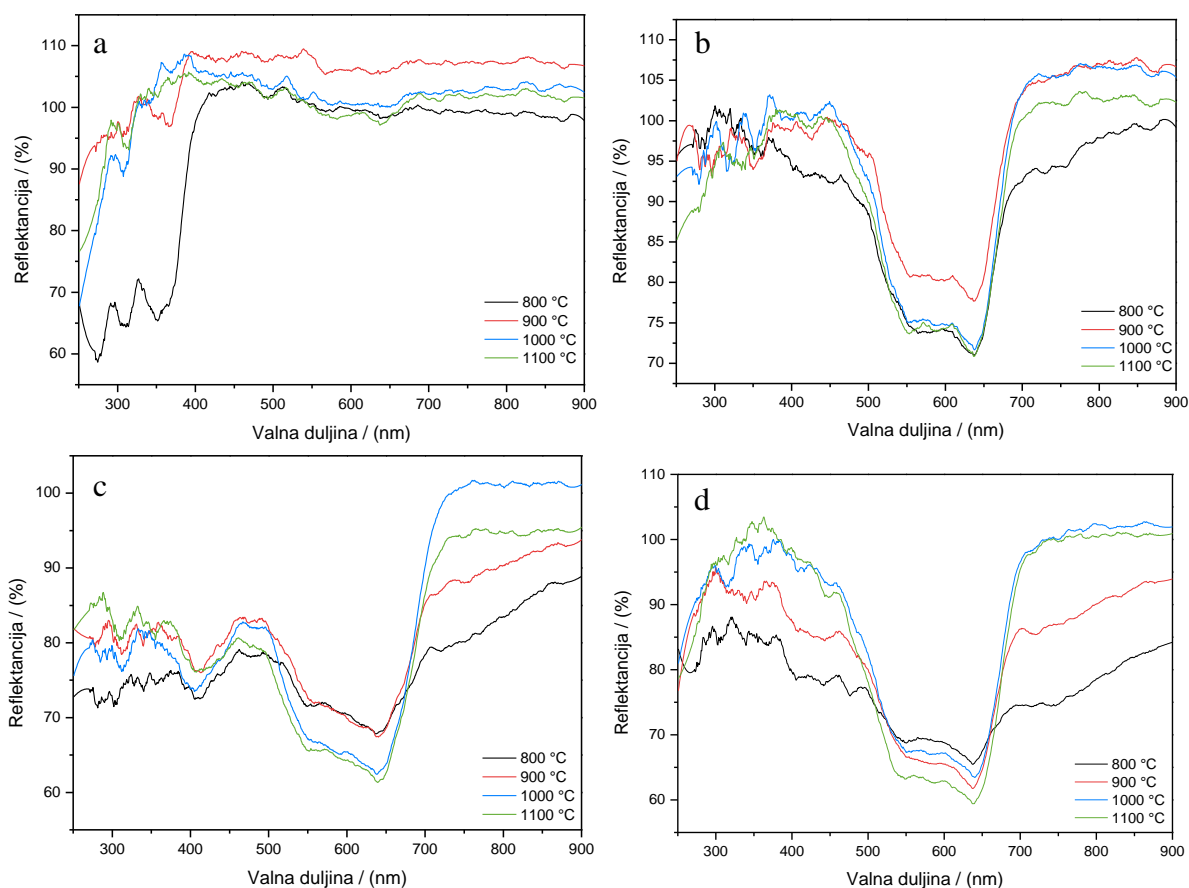 a
Reflektancija / (%)
110
100
90
80
70
60
800 °C
900 °C
1000 °C
1100 °C
300 400 500 600 700 800 900
Valna duljina / (nm)
b
Reflektancija / (%)
110
105
100
95
90
85
80
75
70
800 °C
900 °C
1000 °C
1100 °C
300 400 500 600 700 800 900
Valna duljina / (nm)
c
Reflektancija / (%)
100
90
80
70
60
800 °C
900 °C
1000 °C
1100 °C
300 400 500 600 700 800 900
Valna duljina / (nm)
d
Reflektancija / (%)
110
100
90
80
70
60
800 °C
900 °C
1000 °C
1100 °C
300 400 500 600 700 800 900
Valna duljina / (nm)